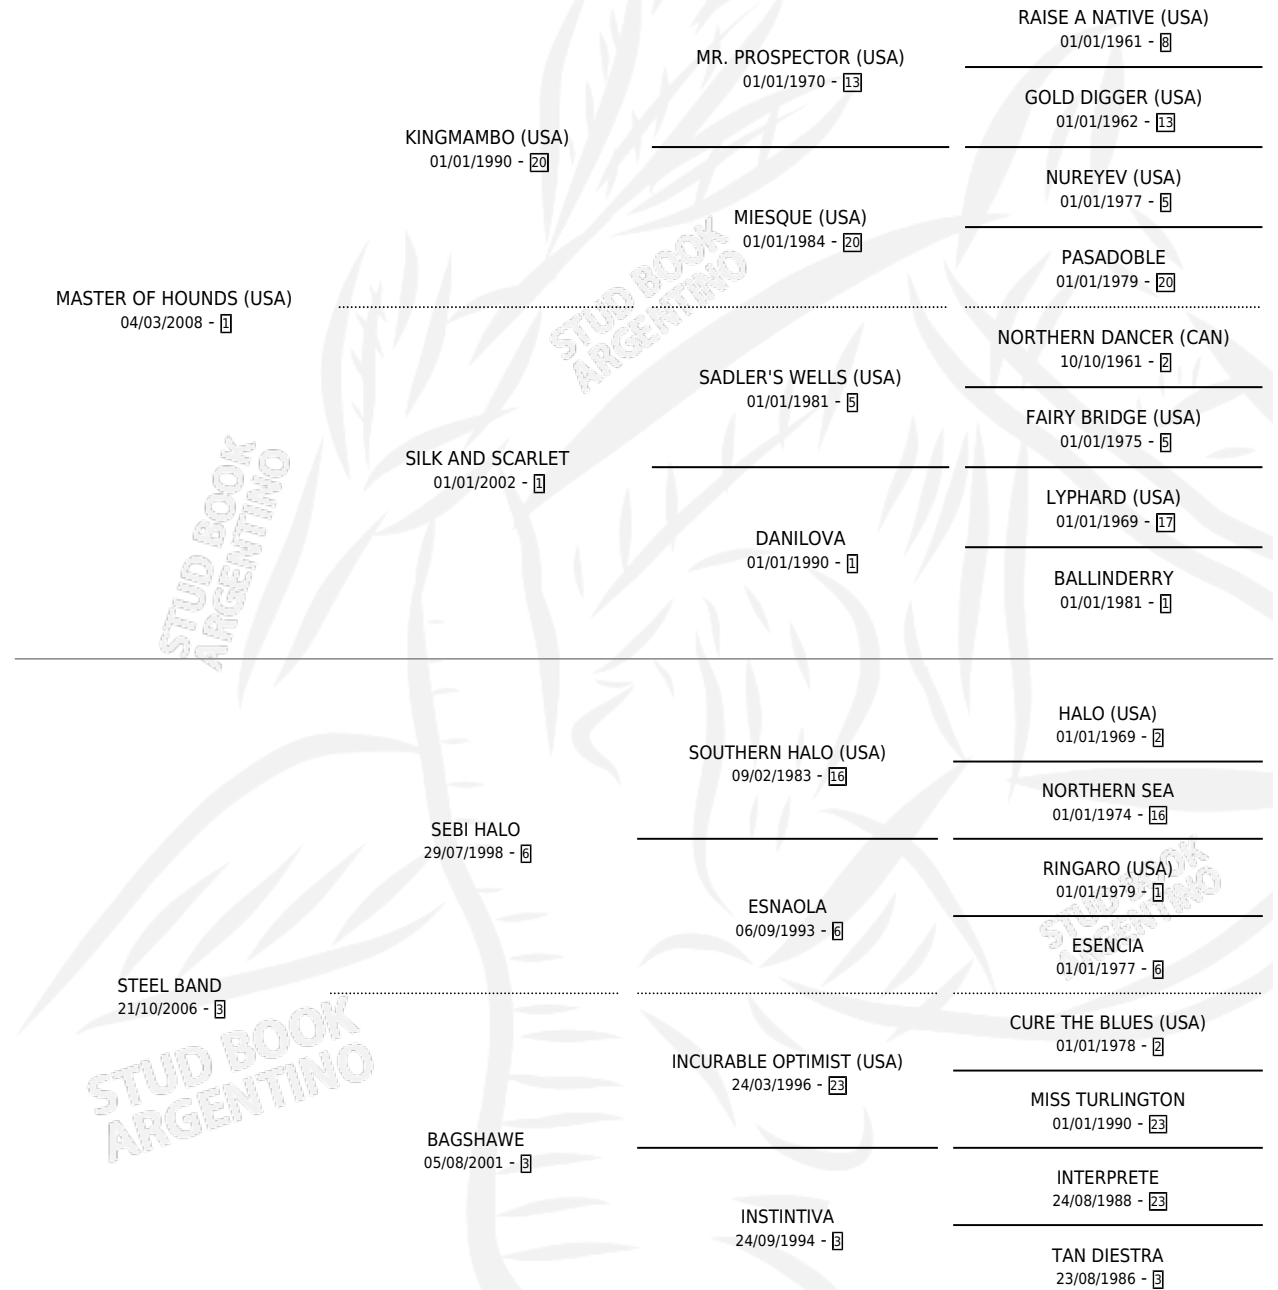 RAISE A NATIVE (USA)
01/01/1961 - 8
MR. PROSPECTOR (USA)
01/01/1970 - 13
GOLD DIGGER (USA)
01/01/1962 - 13
KINGMAMBO (USA)
01/01/1990 - 20
NUREYEV (USA)
01/01/1977 - 5
MIESQUE (USA)
01/01/1984 - 20
PASADOBLE
01/01/1979 - 20
MASTER OF HOUNDS (USA)
04/03/2008 - 1
NORTHERN DANCER (CAN)
10/10/1961 - 2
SADLER'S WELLS (USA)
01/01/1981 - 5
FAIRY BRIDGE (USA)
01/01/1975 - 5
SILK AND SCARLET
01/01/2002 - 1
LYPHARD (USA)
01/01/1969 - 17
DANILOVA
01/01/1990 - 1
BALLINDERRY
01/01/1981 - 1
HALO (USA)
01/01/1969 - 2
SOUTHERN HALO (USA)
09/02/1983 - 16
NORTHERN SEA
01/01/1974 - 16
SEBI HALO
29/07/1998 - 6
RINGARO (USA)
01/01/1979 - 1
ESNAOLA
06/09/1993 - 6
ESENCIA
01/01/1977 - 6
STEEL BAND
21/10/2006 - 3
CURE THE BLUES (USA)
01/01/1978 - 2
INCURABLE OPTIMIST (USA)
24/03/1996 - 23
MISS TURLINGTON
01/01/1990 - 23
BAGSHAWE
05/08/2001 - 3
INTERPRETE
24/08/1988 - 23
INSTINTIVA
24/09/1994 - 3
TAN DIESTRA
23/08/1986 - 3
STUD BOOK
ARGENTINO
STUD BOOK
ARGENTINO
STUD BOOK
ARGENTINO
STUD BOOK
ARGENTINO